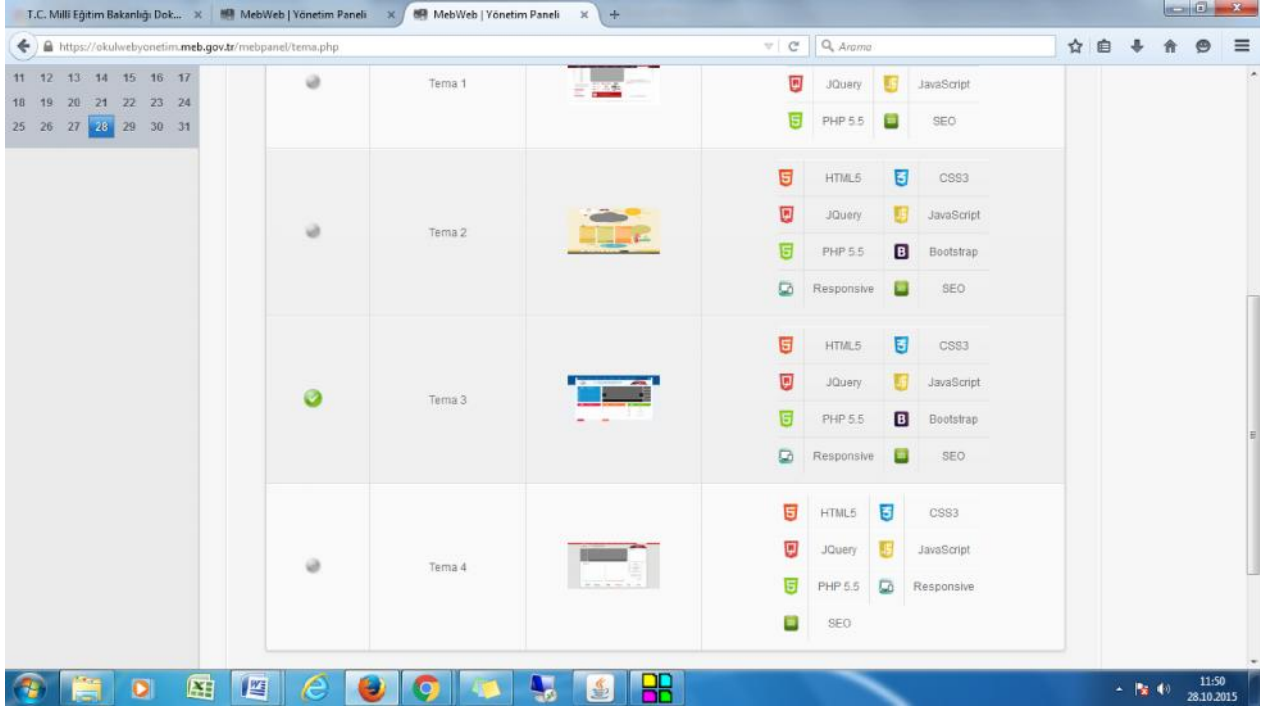 T.C. Millî Eğitim Bakanlığı Dok... × MebWeb | Yönetim Paneli × MebWeb | Yönetim Paneli × +
https://okulwebyonetim.meb.gov.tr/mebpanel/tema.php Arama
11 12 13 14 15 16 17
18 19 20 21 22 23 24
25 26 27 28 29 30 31
Tema 1
JQuery JavaScript
PHP 5.5 SEO
Tema 2
HTML5 CSS3
JQuery JavaScript
PHP 5.5 Bootstrap
Responsive SEO
Tema 3
HTML5 CSS3
JQuery JavaScript
PHP 5.5 Bootstrap
Responsive SEO
Tema 4
HTML5 CSS3
JQuery JavaScript
PHP 5.5 Responsive
SEO
11:50
28.10.2015